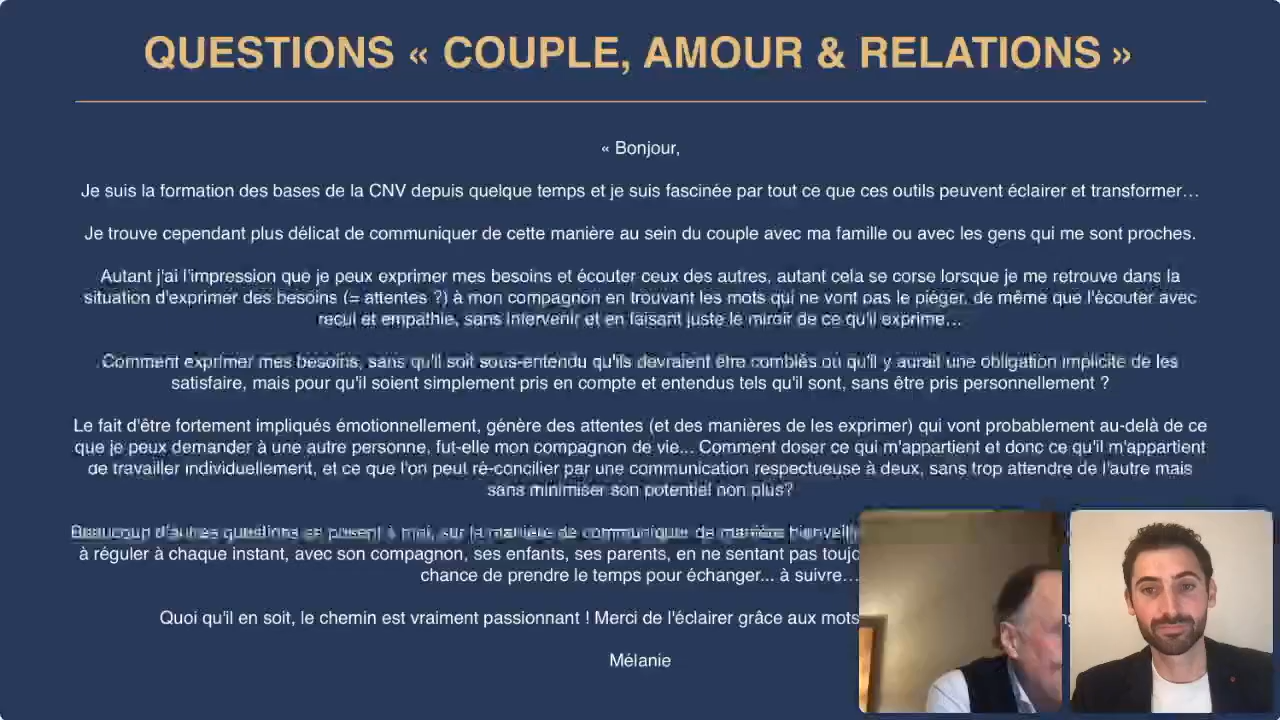 QUESTIONS « COUPLE, AMOUR & RELATIONS »
« Bonjour,
Je suis la formation des bases de la CNV depuis quelque temps et je suis fascinée par tout ce que ces outils peuvent éclairer et transformer…
Je trouve cependant plus délicat de communiquer de cette manière au sein du couple avec ma famille ou avec les gens qui me sont proches.
Autant j'ai l'impression que je peux exprimer mes besoins et écouter ceux des autres, autant cela se corse lorsque je me retrouve dans la
situation d'exprimer des besoins (= attentes ?) à mon compagnon en trouvant les mots qui ne vont pas le piéger, de même que l'écouter avec
recul et empathie, sans intervenir et en faisant juste le miroir de ce qu'il exprime…
Comment exprimer mes besoins, sans qu'il soit sous-entendu qu'ils devraient être comblés ou qu'il y aurait une obligation implicite de les
satisfaire, mais pour qu'il soient simplement pris en compte et entendus tels qu'il sont, sans être pris personnellement ?
Le fait d'être fortement impliqués émotionnellement, génère des attentes (et des manières de les exprimer) qui vont probablement au-delà de ce
que je peux demander à une autre personne, fut-elle mon compagnon de vie... Comment doser ce qui m'appartient et donc ce qu'il m'appartient
de travailler individuellement, et ce que l'on peut ré-concilier par une communication respectueuse à deux, sans trop attendre de l'autre mais
sans minimiser son potentiel non plus?
Beaucoup d'autres questions se posent à moi, sur la manière de communiquer de manière
à réguler à chaque instant, avec son compagnon, ses enfants, ses parents, en ne sentant pas
chance de prendre le temps pour échanger... à suivre…
Quoi qu'il en soit, le chemin est vraiment passionnant ! Merci de l'éclairer grâce aux mots
Mélanie